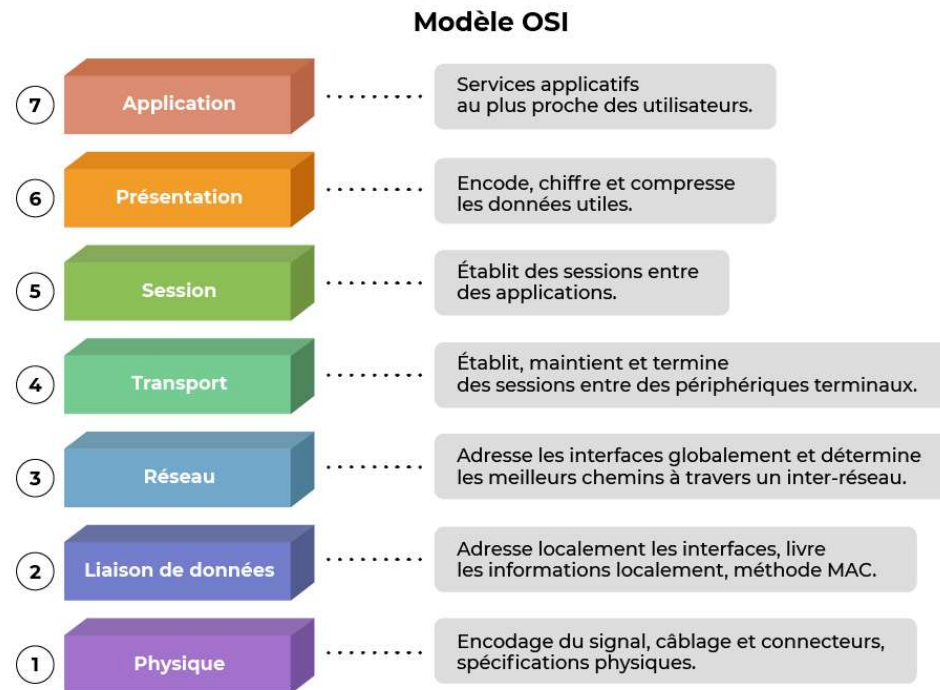 Modèle OSI
7
Application
Services applicatifs
au plus proche des utilisateurs.
6
Présentation
Encode, chiffre et compresse
les données utiles.
5
Session
Établit des sessions entre
des applications.
4
Transport
Établit, maintient et termine
des sessions entre des périphériques terminaux.
3
Réseau
Adresse les interfaces globalement et détermine
les meilleurs chemins à travers un inter-réseau.
2
Liaison de données
Adresse localement les interfaces, livre
les informations localement, méthode MAC.
1
Physique
Encodage du signal, câblage et connecteurs,
spécifications physiques.